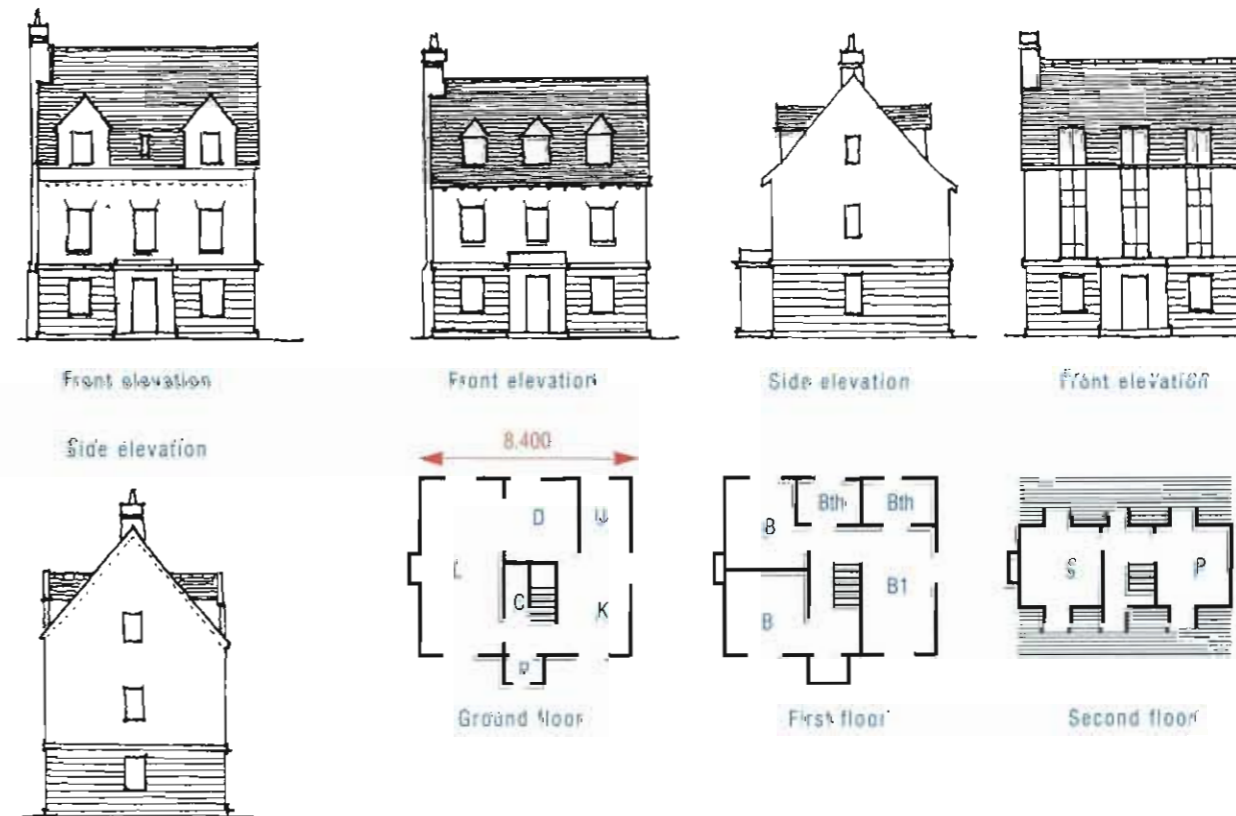 Front elevation
Front elevation
Side elevation
Front elevation
Side elevation
8.400
D
U
L
C
K
P
Ground floor
Bth
Bth
B
B1
B
First floor
S
P
Second floor